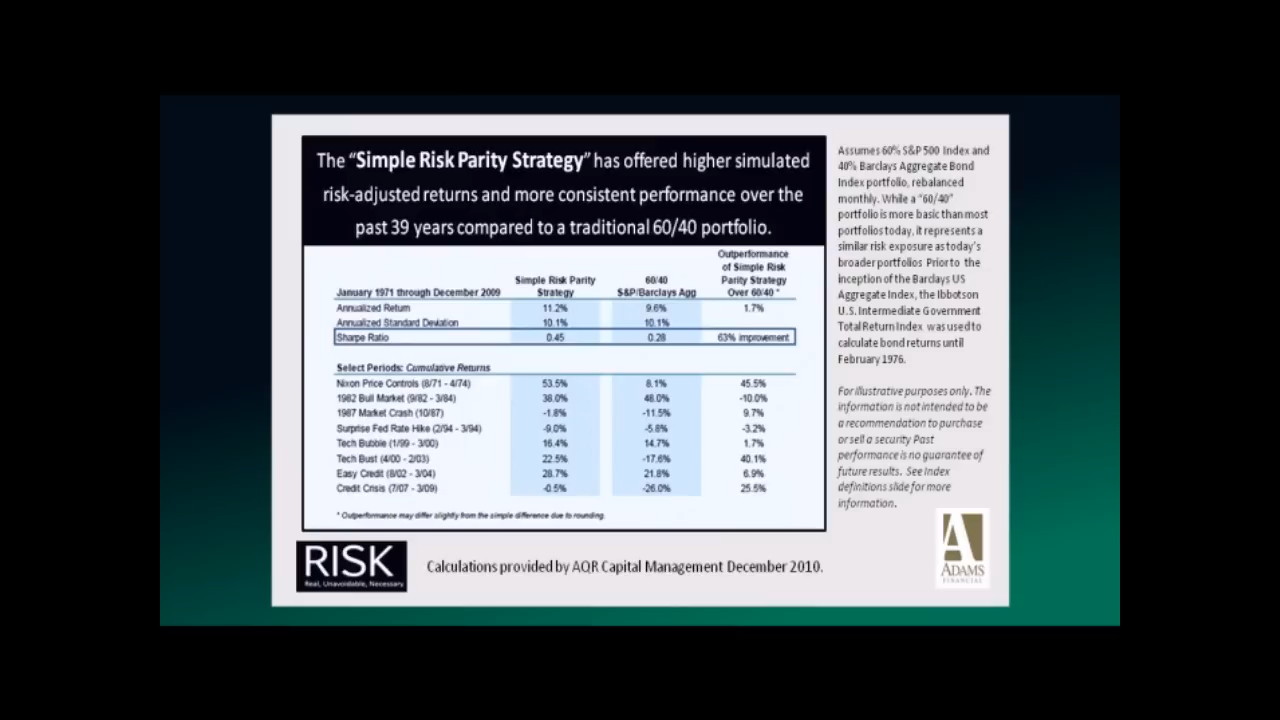 The "Simple Risk Parity Strategy" has offered higher simulated
risk-adjusted returns and more consistent performance over the
past 39 years compared to a traditional 60/40 portfolio.
Outperformance
of Simple Risk
Simple Risk Parity 60/40 Parity Strategy
January 1971 through December 2009 Strategy S&P/Barclays Agg Over 60/40 *
Annualized Return 11.2% 9.6% 1.7%
Annualized Standard Deviation 10.1% 10.1%
Sharpe Ratio 0.45 0.28 63% improvement
Select Periods: Cumulative Returns
Nixon Price Controls (8/71 - 4/74) 53.5% 8.1% 45.5%
1982 Bull Market (9/82 - 3/84) 38.0% 48.0% -10.0%
1987 Market Crash (10/87) -1.8% -11.5% 9.7%
Surprise Fed Rate Hike (2/94 - 3/94) -9.0% -5.8% -3.2%
Tech Bubble (1/99 - 3/00) 16.4% 14.7% 1.7%
Tech Bust (4/00 - 2/03) 22.5% -17.6% 40.1%
Easy Credit (8/02 - 3/04) 28.7% 21.8% 6.9%
Credit Crisis (7/07 - 3/09) -0.5% -26.0% 25.5%
* Outperformance may differ slightly from the simple difference due to rounding.
Assumes 60% S&P 500 Index and
40% Barclays Aggregate Bond
Index portfolio, rebalanced
monthly. While a "60/40"
portfolio is more basic than most
portfolios today, it represents a
similar risk exposure as today's
broader portfolios Prior to the
inception of the Barclays US
Aggregate Index, the Ibbotson
U.S. Intermediate Government
Total Return Index was used to
calculate bond returns until
February 1976.
For illustrative purposes only. The
information is not intended to be
a recommendation to purchase
or sell a security Past
performance is no guarantee of
future results. See Index
definitions slide for more
information.
RISK
Real, Unavoidable, Necessary.
Calculations provided by AQR Capital Management December 2010.
A
ADAMS
FINANCIAL